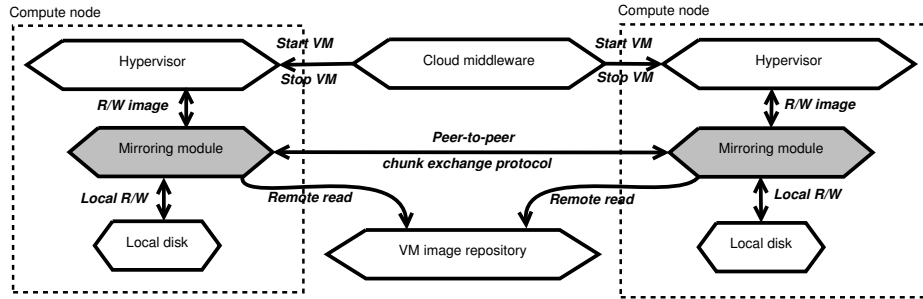 Compute node
Compute node
Hypervisor
Start VM
Stop VM
Cloud middleware
Start VM
Stop VM
Hypervisor
R/W image
R/W image
Mirroring module
Peer-to-peer
chunk exchange protocol
Mirroring module
Local R/W
Remote read
Remote read
Local R/W
Local disk
VM image repository
Local disk